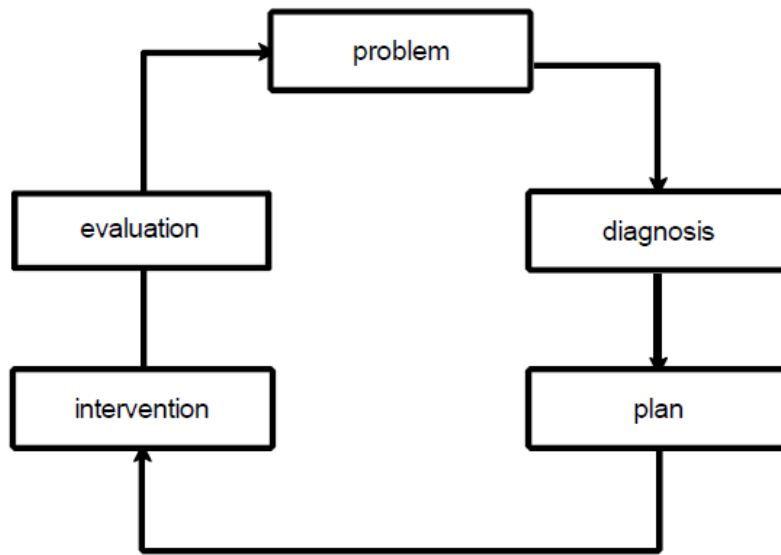 problem
diagnosis
plan
intervention
evaluation